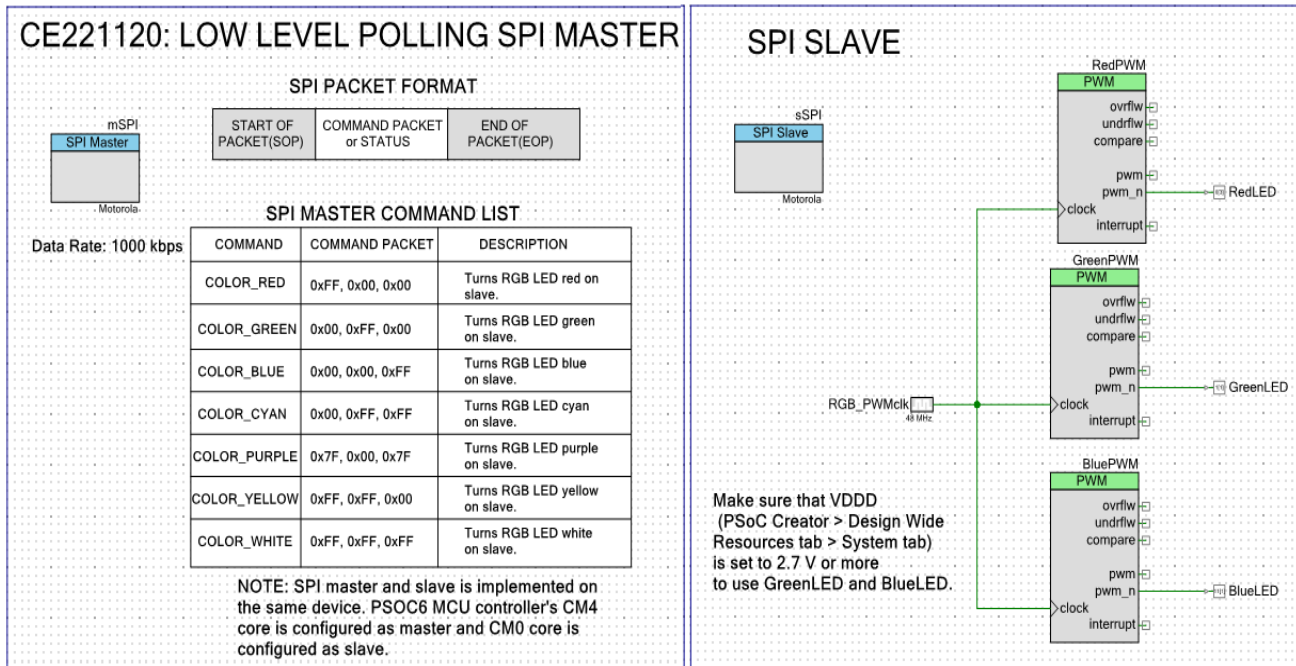 CE221120: LOW LEVEL POLLING SPI MASTER
SPI PACKET FORMAT
mSPI
SPI Master
Motorola
START OF
PACKET(SOP)
COMMAND PACKET
or STATUS
END OF
PACKET(EOP)
SPI MASTER COMMAND LIST
Data Rate: 1000 kbps
COMMAND COMMAND PACKET DESCRIPTION
COLOR_RED 0xFF, 0x00, 0x00 Turns RGB LED red on
slave.
COLOR_GREEN 0x00, 0xFF, 0x00 Turns RGB LED green
on slave.
COLOR_BLUE 0x00, 0x00, 0xFF Turns RGB LED blue
on slave.
COLOR_CYAN 0x00, 0xFF, 0xFF Turns RGB LED cyan
on slave.
COLOR_PURPLE 0x7F, 0x00, 0x7F Turns RGB LED purple
on slave.
COLOR_YELLOW 0xFF, 0xFF, 0x00 Turns RGB LED yellow
on slave.
COLOR_WHITE 0xFF, 0xFF, 0xFF Turns RGB LED white
on slave.
NOTE: SPI master and slave is implemented on
the same device. PSOC6 MCU controller's CM4
core is configured as master and CM0 core is
configured as slave.
SPI SLAVE
sSPI
SPI Slave
Motorola
RedPWM
PWM
ovrflw
undrflw
compare
pwm
pwm_n
RedLED
clock
interrupt
GreenPWM
PWM
ovrflw
undrflw
compare
pwm
pwm_n
GreenLED
RGB_PWMclk
48 MHz
clock
interrupt
BluePWM
PWM
ovrflw
undrflw
compare
pwm
pwm_n
BlueLED
clock
interrupt
Make sure that VDDD
(PSoC Creator > Design Wide
Resources tab > System tab)
is set to 2.7 V or more
to use GreenLED and BlueLED.